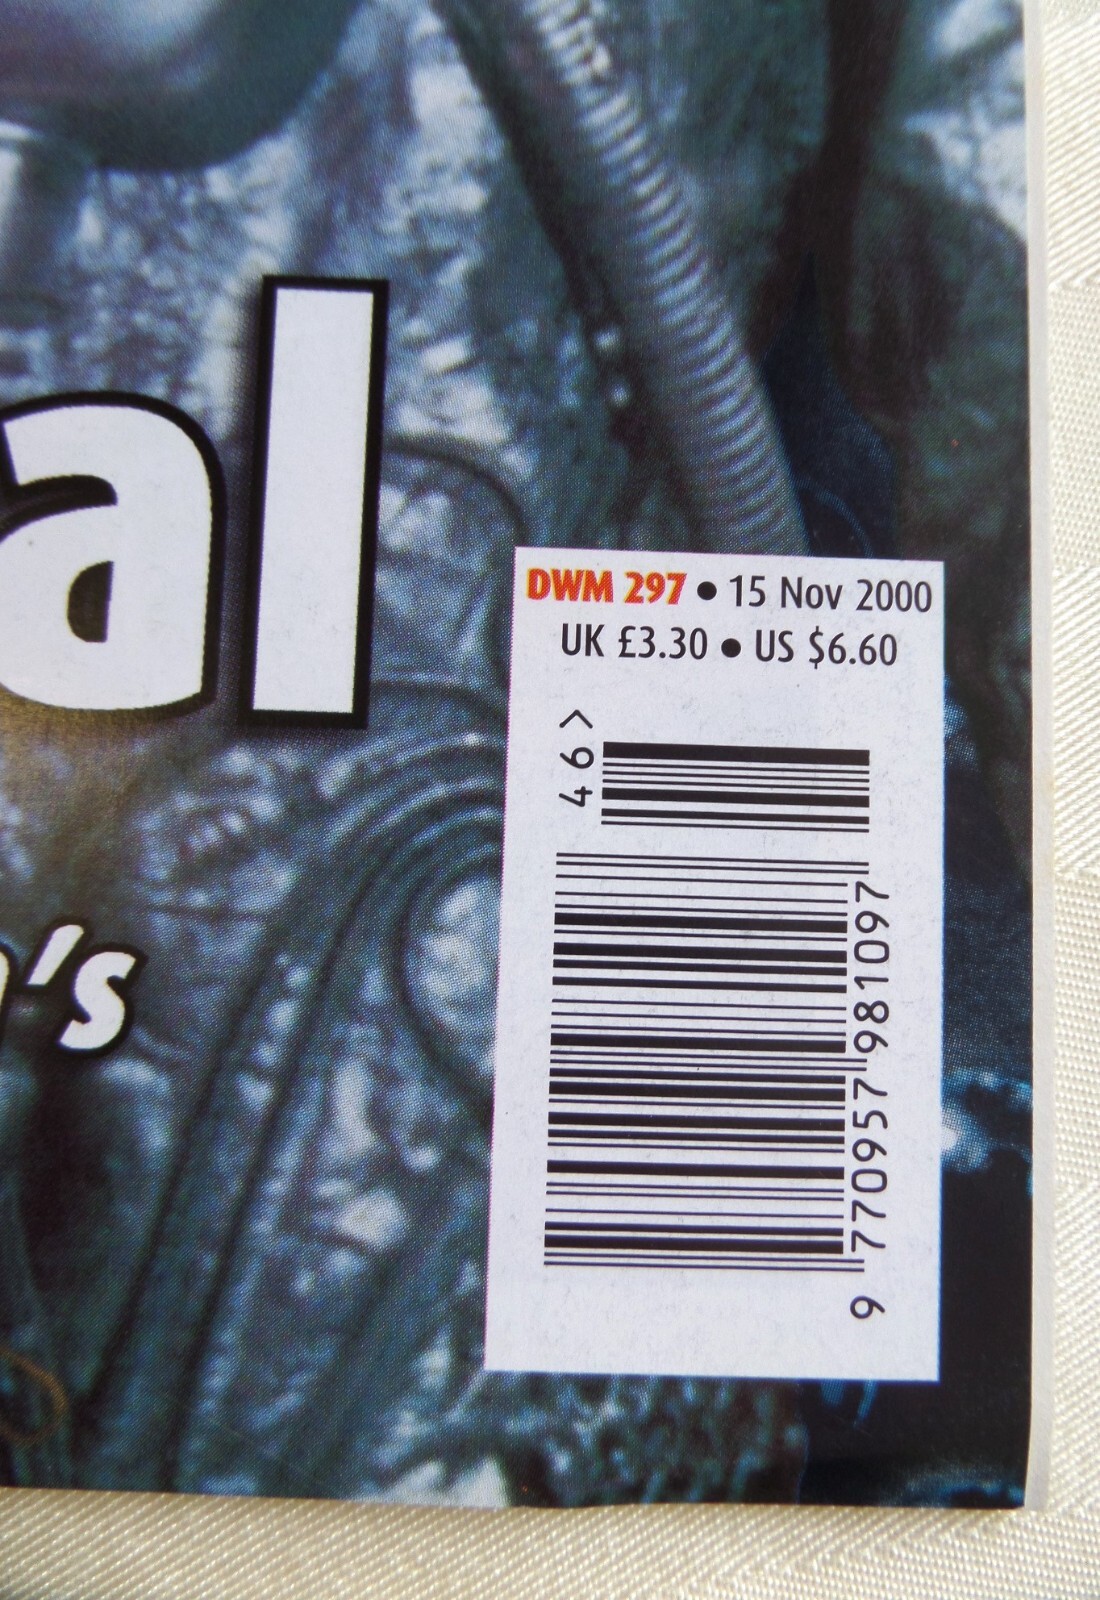 al
's
DWM 297 • 15 Nov 2000
UK £3.30 • US $6.60
46>
9 770957 981097